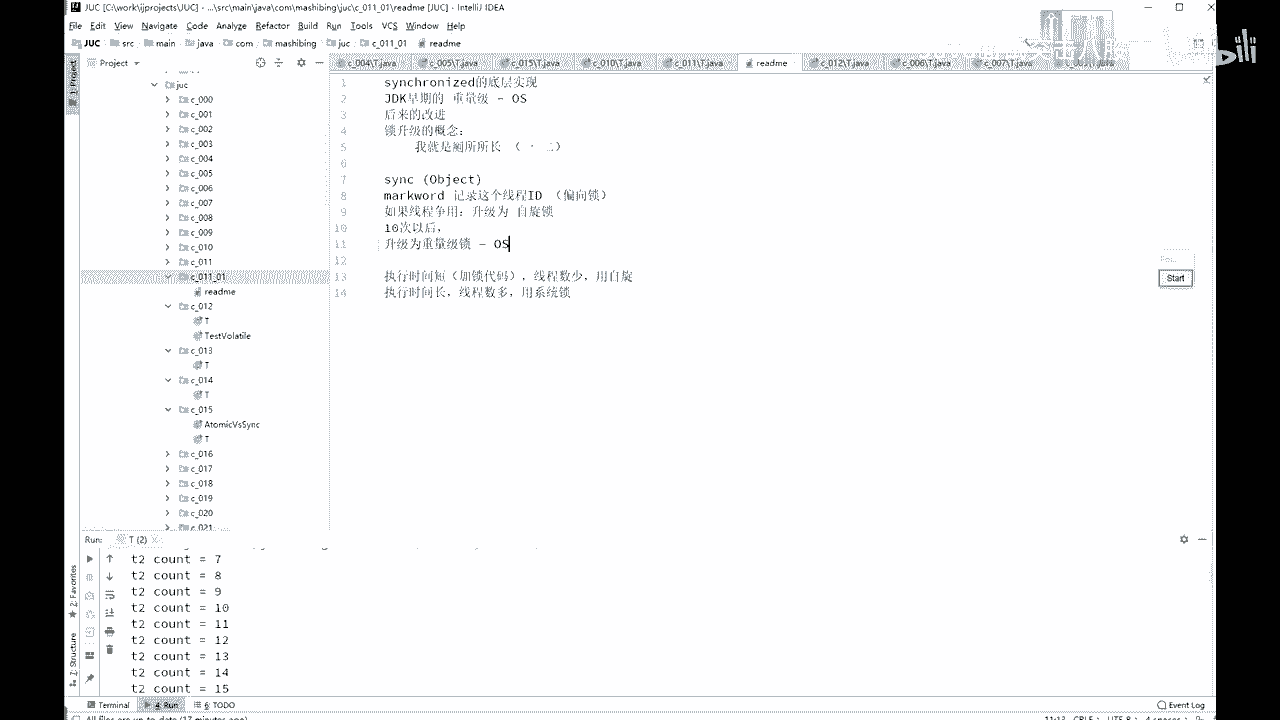 JUC [C:\work\ijprojects\JUC] - ...\src\main\java\com\mashibing\juc\c_011_01\readme [JUC] - IntelliJ IDEA
File Edit View Navigate Code Analyze Refactor Build Run Tools VCS Window Help
JUC src main java com mashibing juc c_011_01 readme
Project
c_004\T.java c_005\T.java c_015\T.java c_010\T.java c_011\T.java readme c_012\T.java c_006\T.java c_007\T.java
1: Project
juc
c_000
c_001
c_002
c_003
c_004
c_005
c_006
c_007
c_008
c_009
c_010
c_011
c_011_01
readme
c_012
T
TestVolatile
c_013
T
c_014
T
c_015
AtomicVsSync
T
c_016
c_017
c_018
c_019
c_020
c_021
1 synchronized的底层实现
2 JDK早期的 重量级 - OS
3 后来的改进
4 锁升级的概念:
5 我就是厕所所长 （一 二）
6
7 sync (Object)
8 markword 记录这个线程ID （偏向锁）
9 如果线程争用：升级为 自旋锁
10 10次以后，
11 升级为重量级锁 - OS
12
13 执行时间短（加锁代码），线程数少，用自旋
14 执行时间长，线程数多，用系统锁
Start
Run: T (2)
t2 count = 7
t2 count = 8
t2 count = 9
t2 count = 10
t2 count = 11
t2 count = 12
t2 count = 13
t2 count = 14
t2 count = 15
2: Favorites
7: Structure
Terminal 4: Run 6: TODO
Event Log
All files are up-to-date (17 minutes ago)